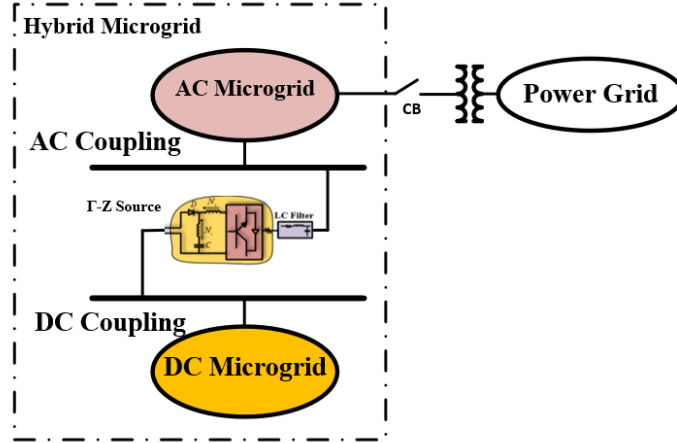 Hybrid Microgrid
AC Microgrid
CB
Power Grid
AC Coupling
Γ-Z Source
D
N
N
C
LC Filter
DC Coupling
DC Microgrid